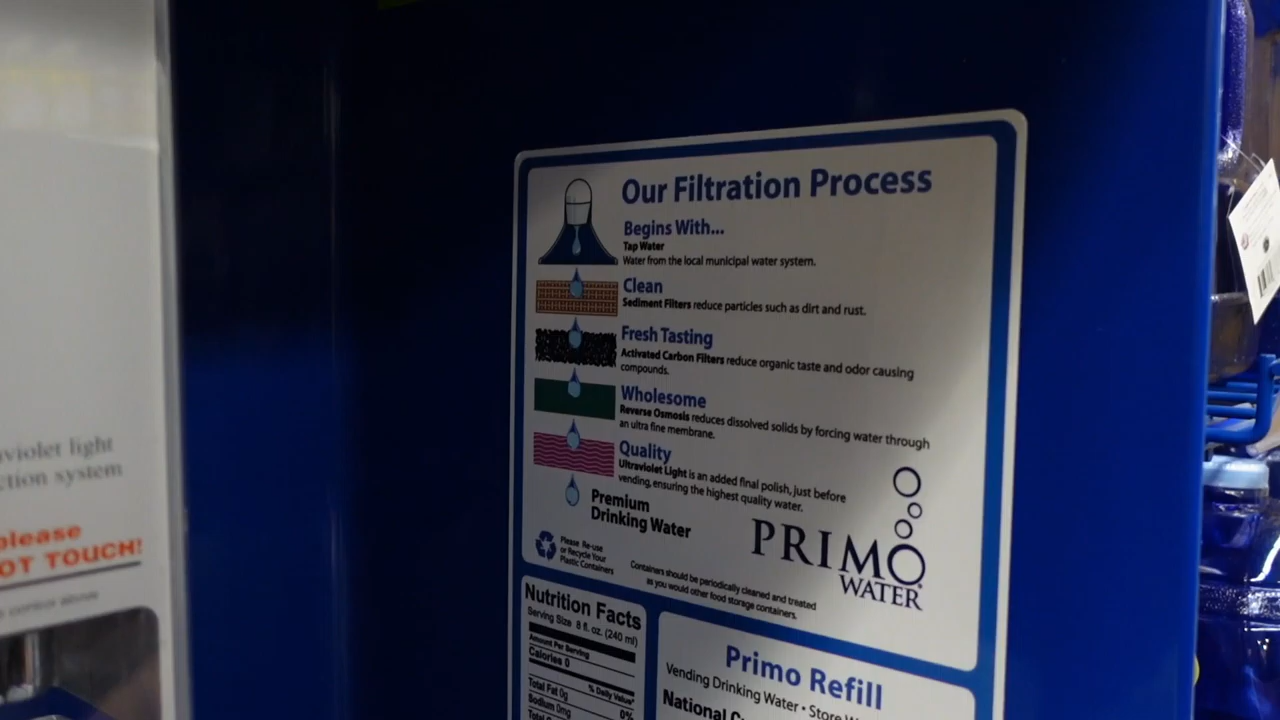 Our Filtration Process
Begins With...
Tap Water
Water from the local municipal water system.
Clean
Sediment Filters reduce particles such as dirt and rust.
Fresh Tasting
Activated Carbon Filters reduce organic taste and odor causing
compounds.
Wholesome
Reverse Osmosis reduces dissolved solids by forcing water through
an ultra fine membrane.
Quality
Ultraviolet Light is an added final polish, just before
vending, ensuring the highest quality water.
Premium
Drinking Water
PRIMO
WATER
Please Re-use
or Recycle Your
Plastic Containers
Containers should be periodically cleaned and treated
as you would other food storage containers.
Nutrition Facts
Serving Size 8 fl. oz. (240 ml)
Amount Per Serving
Calories 0
% Daily Value*
Total Fat 0g
Sodium 0mg 0%
Primo Refill
Vending Drinking Water • Store
National
light
system
please
TOUCH!
above